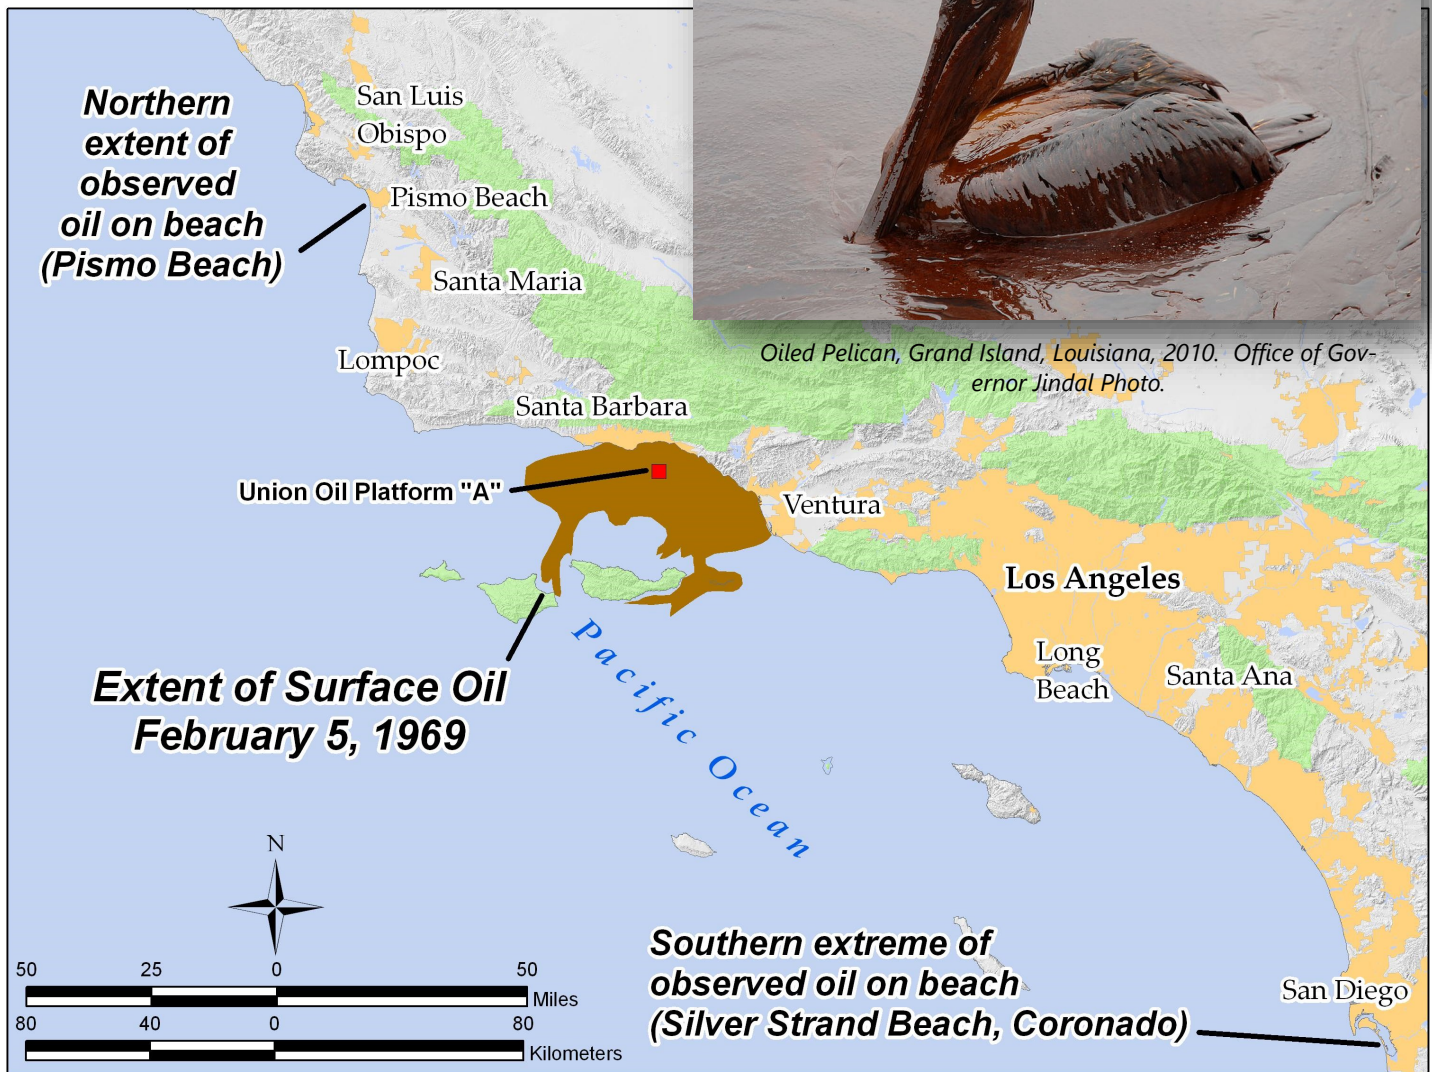 Northern
extent of
observed
oil on beach
(Pismo Beach)
San Luis
Obispo
Pismo Beach
Santa Maria
Lompoc
Oiled Pelican, Grand Island, Louisiana, 2010.  Office of Gov-
ernor Jindal Photo.
Santa Barbara
Union Oil Platform "A"
Ventura
Los Angeles
Long
Beach
Santa Ana
Extent of Surface Oil
February 5, 1969
Pacific Ocean
N
Southern extreme of
observed oil on beach
(Silver Strand Beach, Coronado)
San Diego
50 25 0 50
Miles
80 40 0 80
Kilometers